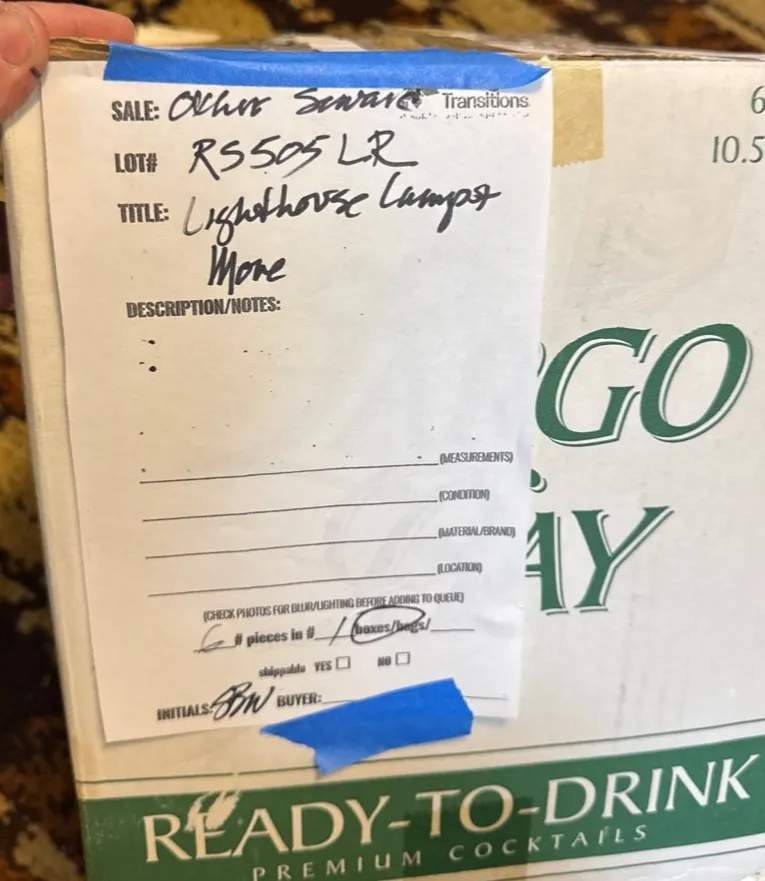 SALE: Transitions
LOT# RS505LR
TITLE: Lighthouse Lamps +
More
DESCRIPTION/NOTES:
(MEASUREMENTS)
(CONDITION)
(MATERIAL/BRAND)
(LOCATION)
(CHECK PHOTOS FOR BLUR/LIGHTING BEFORE ADDING TO QUEUE)
6 # pieces in # 1 boxes/bags/
shippable YES NO
INITIALS: SBW BUYER:
6
10.5
GO
AY
READY-TO-DRINK
PREMIUM COCKTAILS